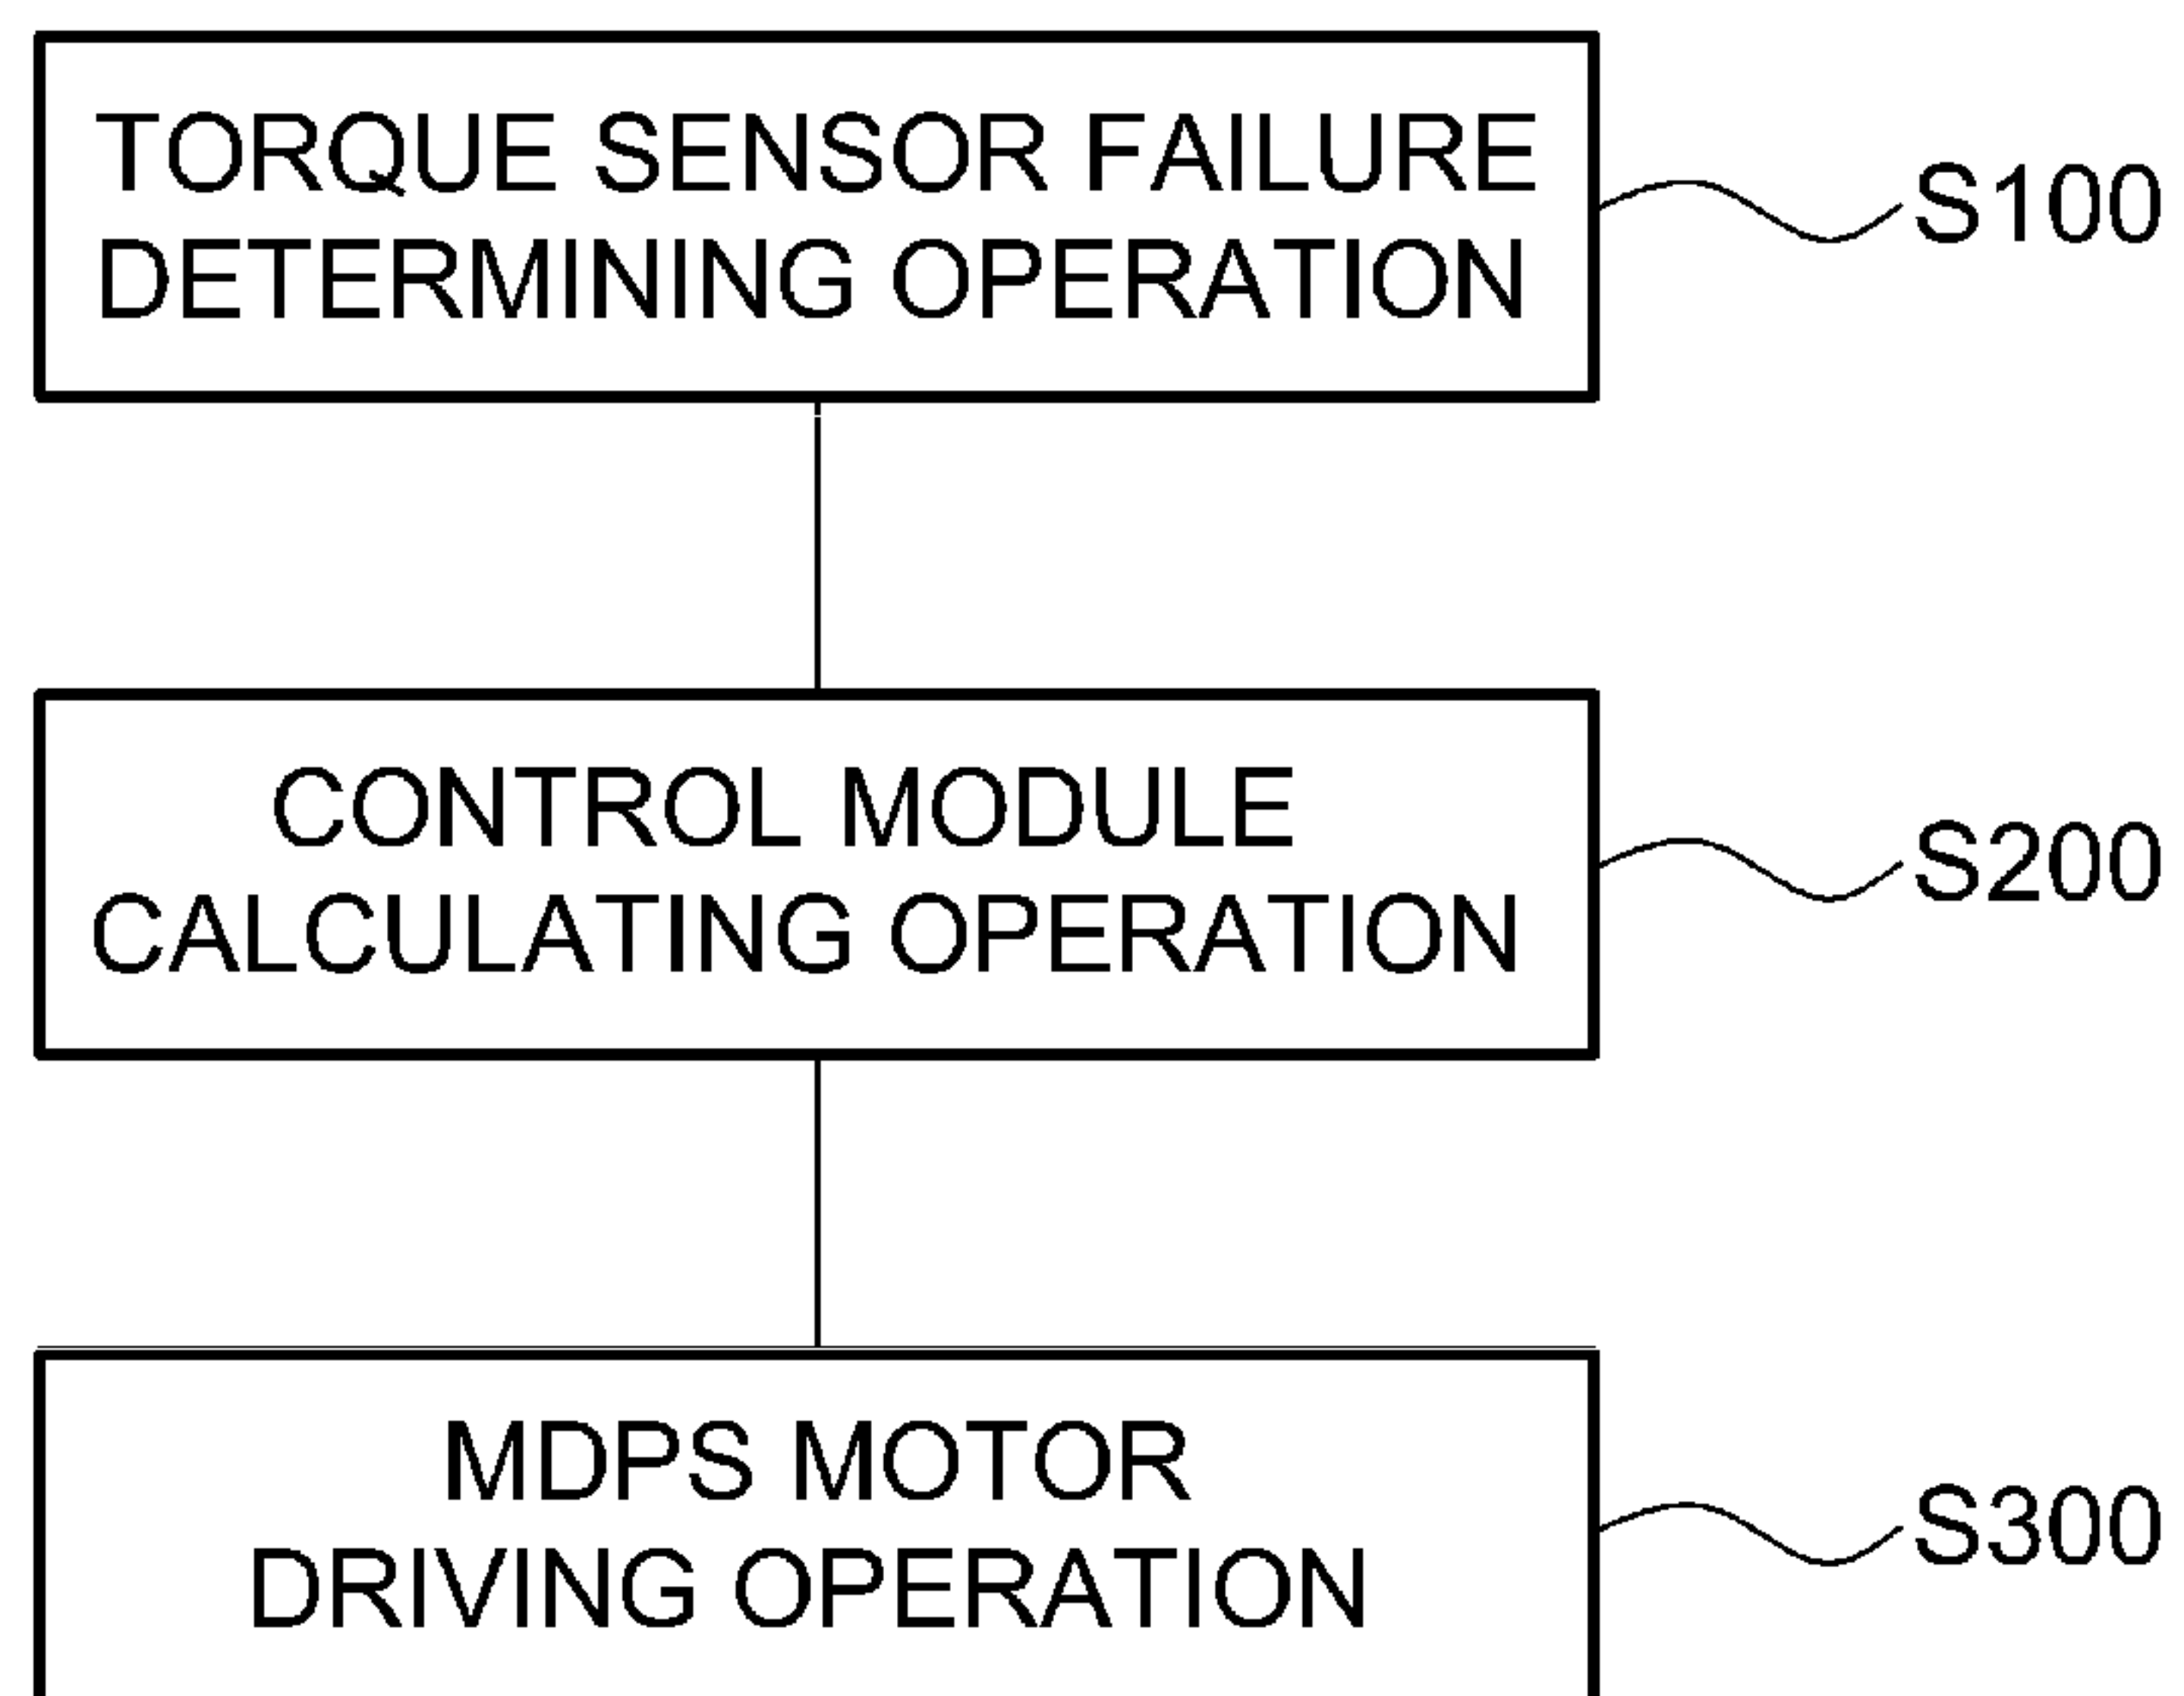 TORQUE SENSOR FAILURE
DETERMINING OPERATION
S100
CONTROL MODULE
CALCULATING OPERATION
S200
MDPS MOTOR
DRIVING OPERATION
S300